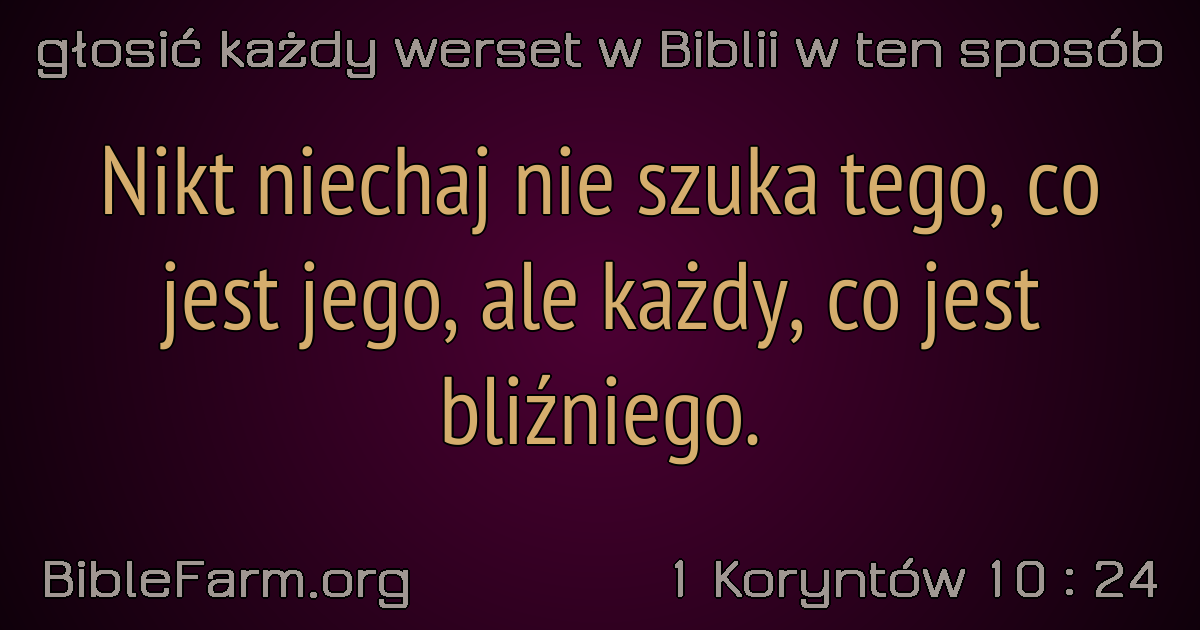 głosić każdy werset w Biblii w ten sposób
Nikt niechaj nie szuka tego, co
jest jego, ale każdy, co jest
bliźniego.
BibleFarm.org
1 Koryntów 10 : 24